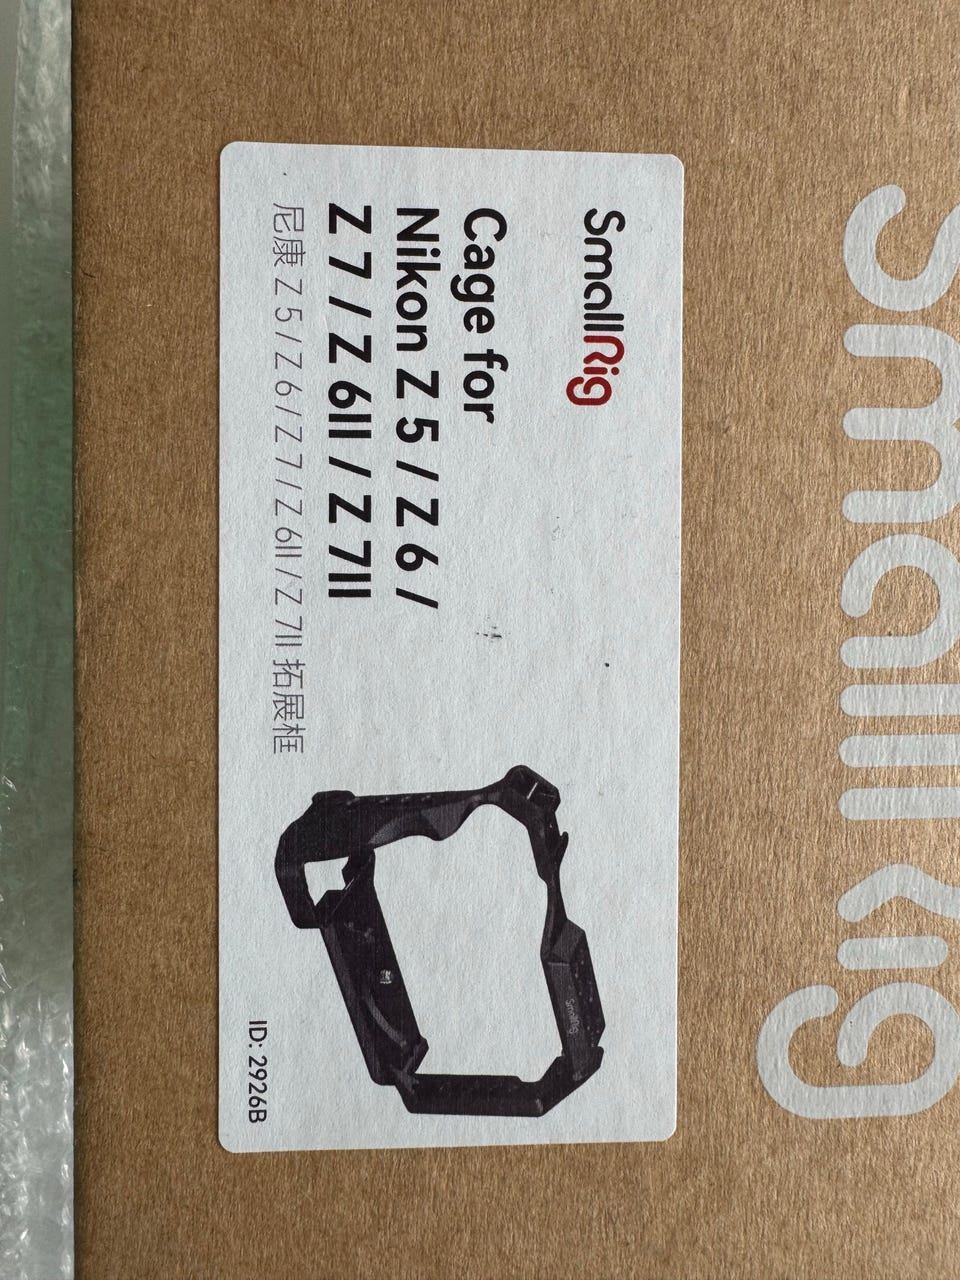 SmallRig
Cage for
Nikon Z 5 / Z 6 /
Z 7 / Z 6II / Z 7II
尼康 Z 5 / Z 6 / Z 7 / Z 6II / Z 7II 拓展框
SmallRig
ID: 2926B
SmallRig